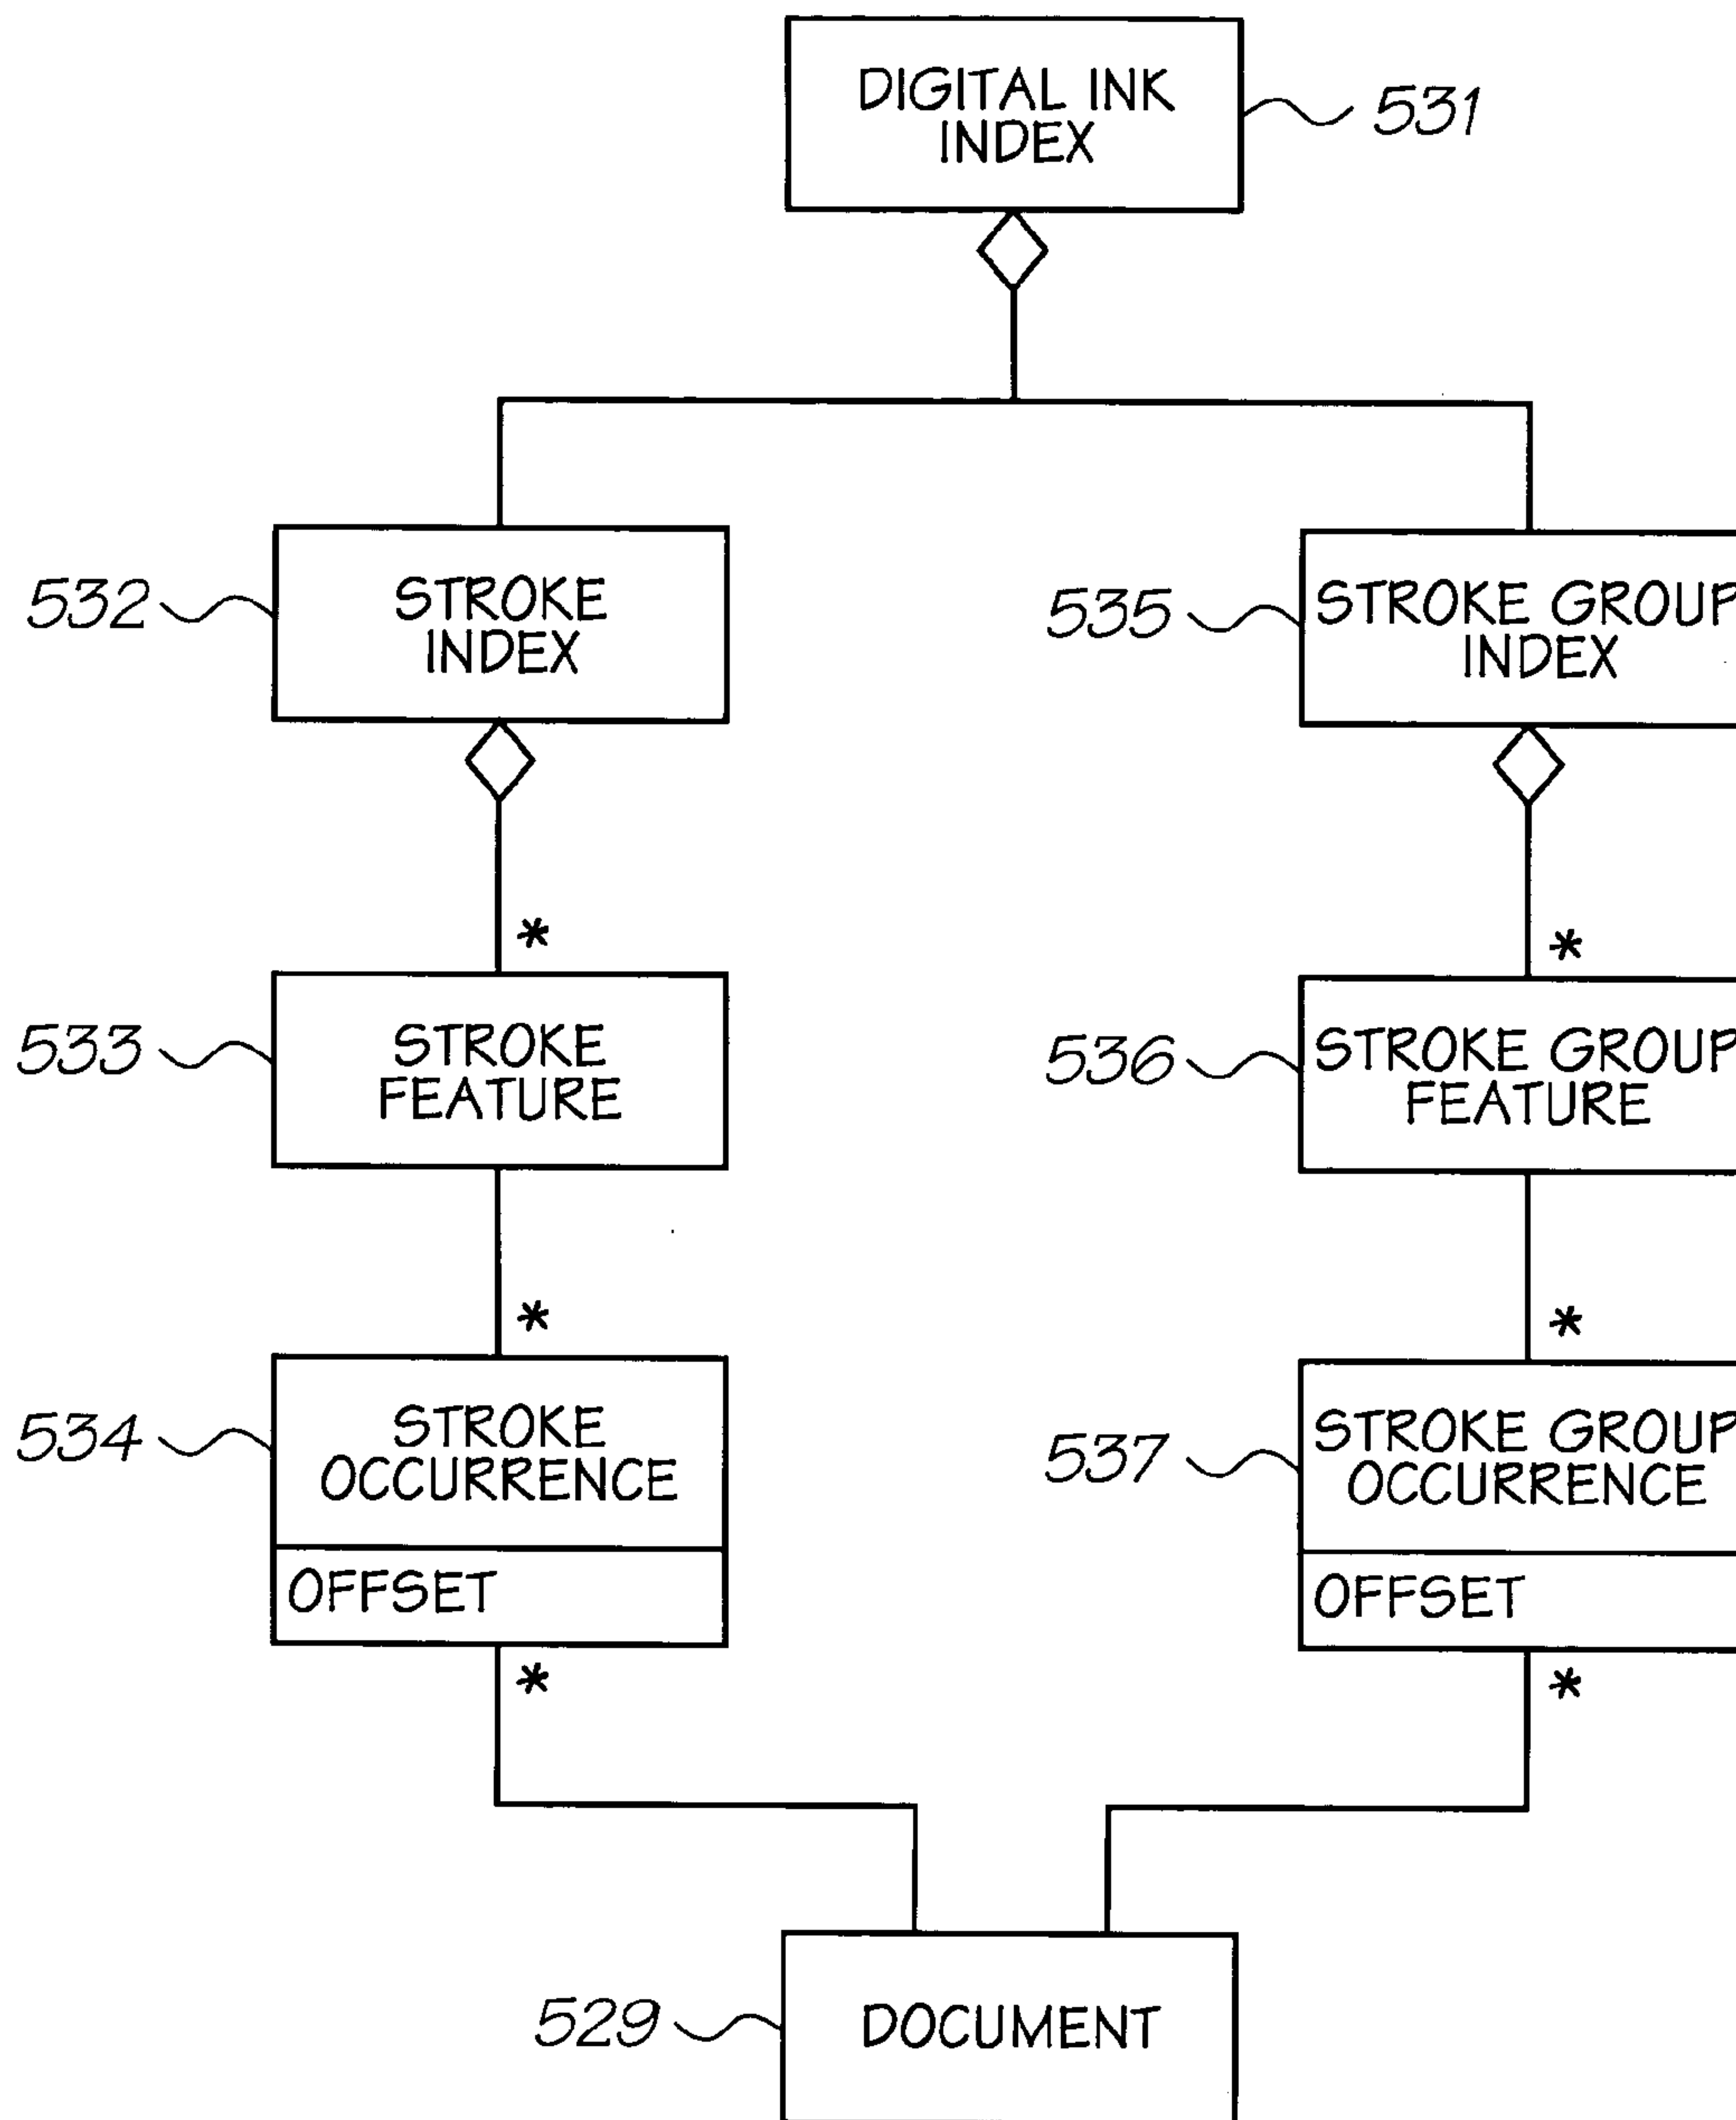 DIGITAL INK
INDEX
531
532
STROKE
INDEX
535
STROKE GROUP
INDEX
*
*
533
STROKE
FEATURE
536
STROKE GROUP
FEATURE
*
*
534
STROKE
OCCURRENCE
OFFSET
537
STROKE GROUP
OCCURRENCE
OFFSET
*
*
529
DOCUMENT